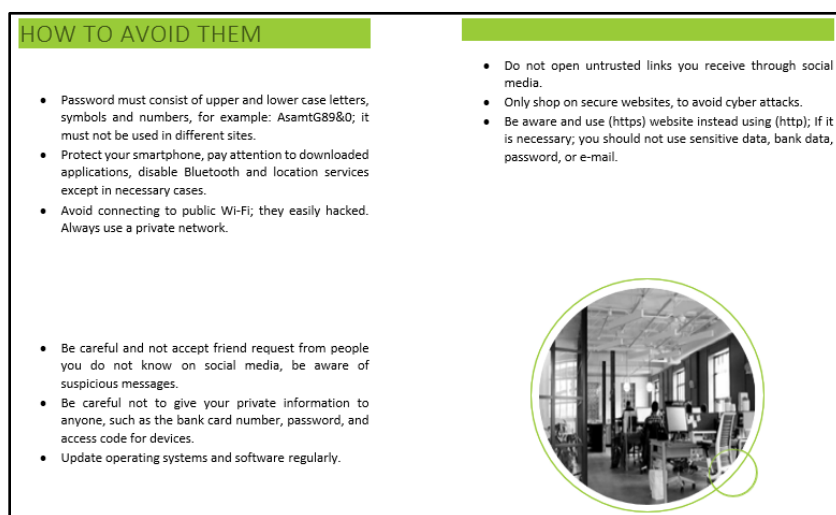 HOW TO AVOID THEM
• Password must consist of upper and lower case letters,
symbols and numbers, for example: AsamtG89&0; it
must not be used in different sites.
• Protect your smartphone, pay attention to downloaded
applications, disable Bluetooth and location services
except in necessary cases.
• Avoid connecting to public Wi-Fi; they easily hacked.
Always use a private network.
• Be careful and not accept friend request from people
you do not know on social media, be aware of
suspicious messages.
• Be careful not to give your private information to
anyone, such as the bank card number, password, and
access code for devices.
• Update operating systems and software regularly.
• Do not open untrusted links you receive through social
media.
• Only shop on secure websites, to avoid cyber attacks.
• Be aware and use (https) website instead using (http); If it
is necessary; you should not use sensitive data, bank data,
password, or e-mail.